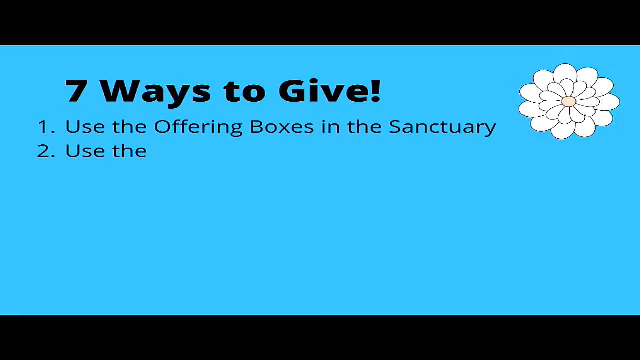 7 Ways to Give!
1. Use the Offering Boxes in the Sanctuary
2. Use the